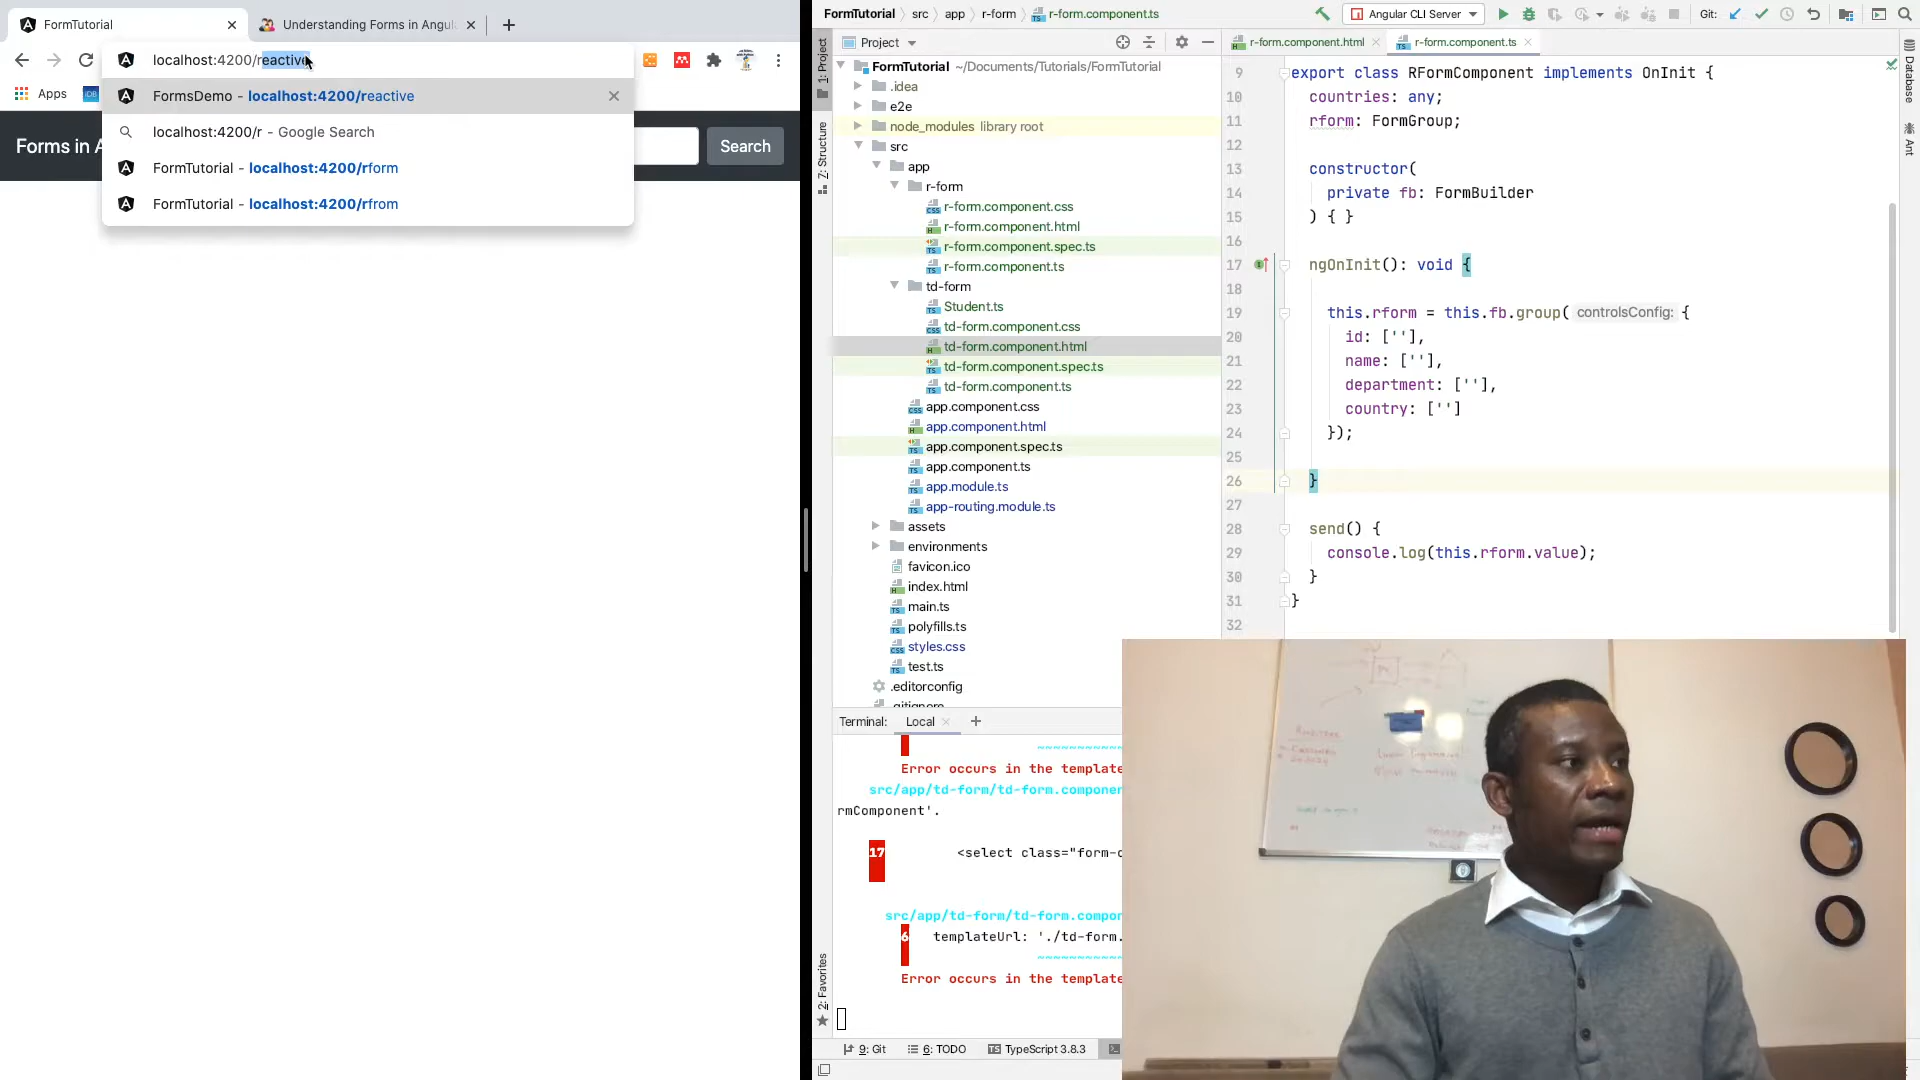 FormTutorial
Understanding Forms in Angul
localhost:4200/reactive
FormsDemo - localhost:4200/reactive
localhost:4200/r - Google Search
FormTutorial - localhost:4200/rform
FormTutorial - localhost:4200/rfrom
Apps
Forms in A
Search
FormTutorial
src
app
r-form
r-form.component.ts
Angular CLI Server
Git:
1: Project
Z: Structure
2: Favorites
Database
Ant
Project
r-form.component.html
r-form.component.ts
FormTutorial ~/Documents/Tutorials/FormTutorial
.idea
e2e
node_modules library root
src
app
r-form
r-form.component.css
r-form.component.html
r-form.component.spec.ts
r-form.component.ts
td-form
Student.ts
td-form.component.css
td-form.component.html
td-form.component.spec.ts
td-form.component.ts
app.component.css
app.component.html
app.component.spec.ts
app.component.ts
app.module.ts
app-routing.module.ts
assets
environments
favicon.ico
index.html
main.ts
polyfills.ts
styles.css
test.ts
.editorconfig
.gitignore
9 export class RFormComponent implements OnInit {
10 countries: any;
11 rform: FormGroup;
12
13 constructor(
14 private fb: FormBuilder
15 ) { }
16
17 ngOnInit(): void {
18
19 this.rform = this.fb.group( controlsConfig: {
20 id: [''],
21 name: [''],
22 department: [''],
23 country: ['']
24 });
25
26 }
27
28 send() {
29 console.log(this.rform.value);
30 }
31 }
32
Terminal: Local
Error occurs in the template
src/app/td-form/td-form.componen
rmComponent'.
17 <select class="form-c
src/app/td-form/td-form.compon
6 templateUrl: './td-form.
Error occurs in the template
9: Git
6: TODO
TypeScript 3.8.3